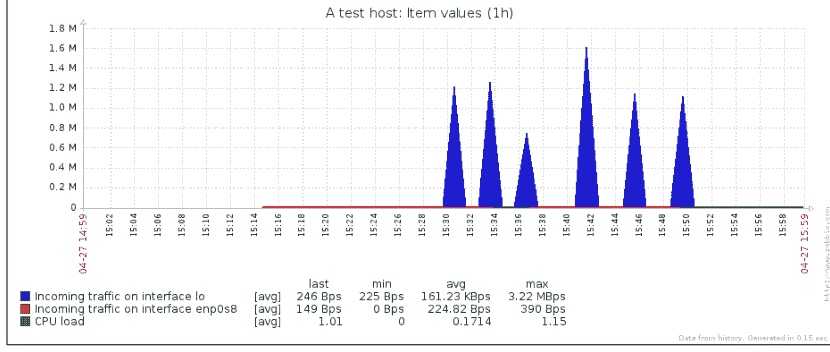 A test host: Item values (1h)
1.8 M
1.6 M
1.4 M
1.2 M
1.0 M
0.8 M
0.6 M
0.4 M
0.2 M
0
04-27 14:59 15:02 15:04 15:06 15:08 15:10 15:12 15:14 15:16 15:18 15:20 15:22 15:24 15:26 15:28 15:30 15:32 15:34 15:36 15:38 15:40 15:42 15:44 15:46 15:48 15:50 15:52 15:54 15:56 15:58 04-27 15:59
last min avg max
Incoming traffic on interface lo [avg] 246 Bps 225 Bps 161.23 kBps 3.22 MBps
Incoming traffic on interface enp0s8 [avg] 149 Bps 0 Bps 224.82 Bps 390 Bps
CPU load [avg] 1.01 0 0.1714 1.15
https://www.zabbix.com
Data from history. Generated in 0.15 sec.